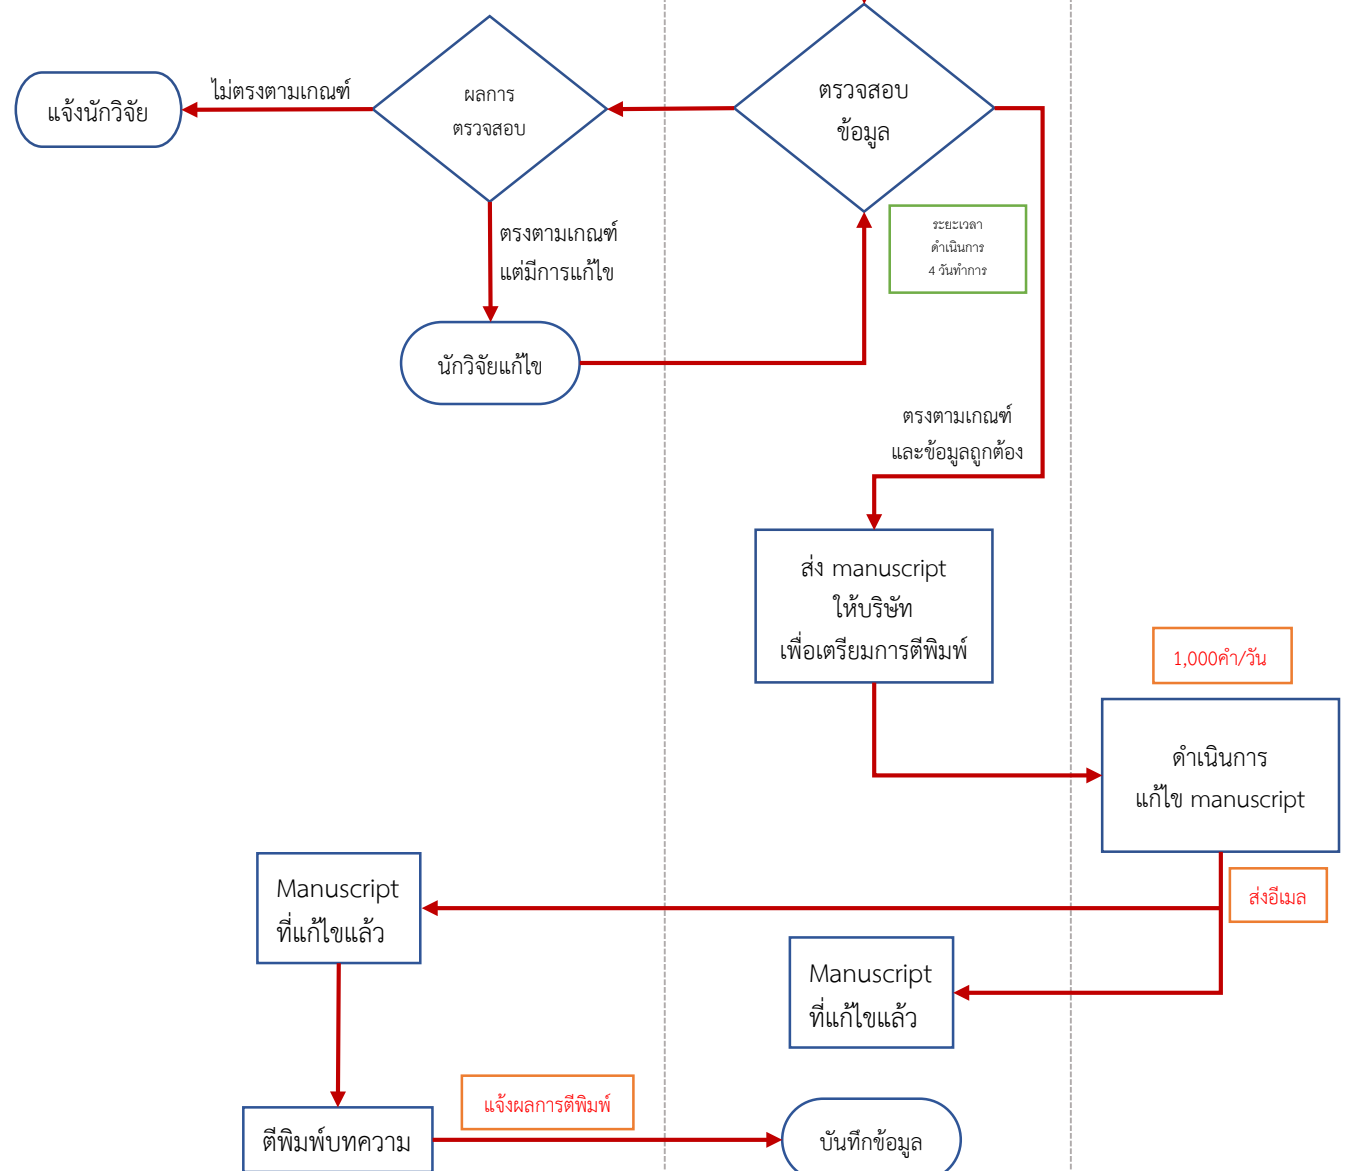 แจ้งนักวิจัย
ไม่ตรงตามเกณฑ์
ผลการ
ตรวจสอบ
ตรวจสอบ
ข้อมูล
ตรงตามเกณฑ์
แต่มีการแก้ไข
ระยะเวลา
ดำเนินการ
4 วันทำการ
นักวิจัยแก้ไข
ตรงตามเกณฑ์
และข้อมูลถูกต้อง
ส่ง manuscript
ให้บริษัท
เพื่อเตรียมการตีพิมพ์
1,000คำ/วัน
ดำเนินการ
แก้ไข manuscript
ส่งอีเมล
Manuscript
ที่แก้ไขแล้ว
Manuscript
ที่แก้ไขแล้ว
แจ้งผลการตีพิมพ์
ตีพิมพ์บทความ
บันทึกข้อมูล